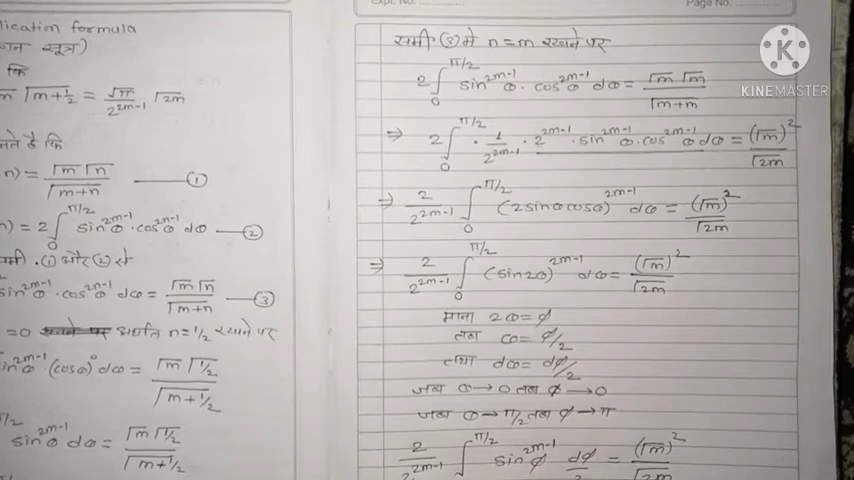 Expt. No. ..............
Page No. ............
lication formula
जन सूत्र)
कि
m Γm+1/2 = √π / 2^(2m-1) Γ2m
नते है कि
n) = Γm Γn / Γm+n ——— ①
n) = 2 ∫₀^(π/2) sin^(2m-1)θ · cos^(2n-1)θ dθ — ②
समी. ① और ② से
sin^(2m-1)θ · cos^(2n-1)θ dθ = Γm Γn / Γm+n — ③
=0 अर्थात n=1/2 रखने पर
in^(2m-1)θ (cosθ)^0 dθ = Γm Γ1/2 / Γm+1/2
π/2 sin^(2m-1)θ dθ = Γm Γ1/2 / Γm+1/2
समी. ③ मे n=m रखने पर
2 ∫₀^(π/2) sin^(2m-1)θ · cos^(2m-1)θ dθ = Γm Γm / Γm+m
⇒ 2 ∫₀^(π/2) · 1/2^(2m-1) · 2^(2m-1) · sin^(2m-1)θ · cos^(2m-1)θ dθ = (Γm)² / Γ2m
⇒ 2/2^(2m-1) ∫₀^(π/2) (2sinθcosθ)^(2m-1) dθ = (Γm)² / Γ2m
⇒ 2/2^(2m-1) ∫₀^(π/2) (sin2θ)^(2m-1) dθ = (Γm)² / Γ2m
माना 2θ=φ
तब θ= φ/2
तथा dθ= dφ/2
जब θ→0 तब φ→0
जब θ→π/2 तब φ→π
2/2^(2m-1) ∫^(π/2) sin^(2m-1)φ dφ/2 = (Γm)² / Γ2m
KINEMASTER